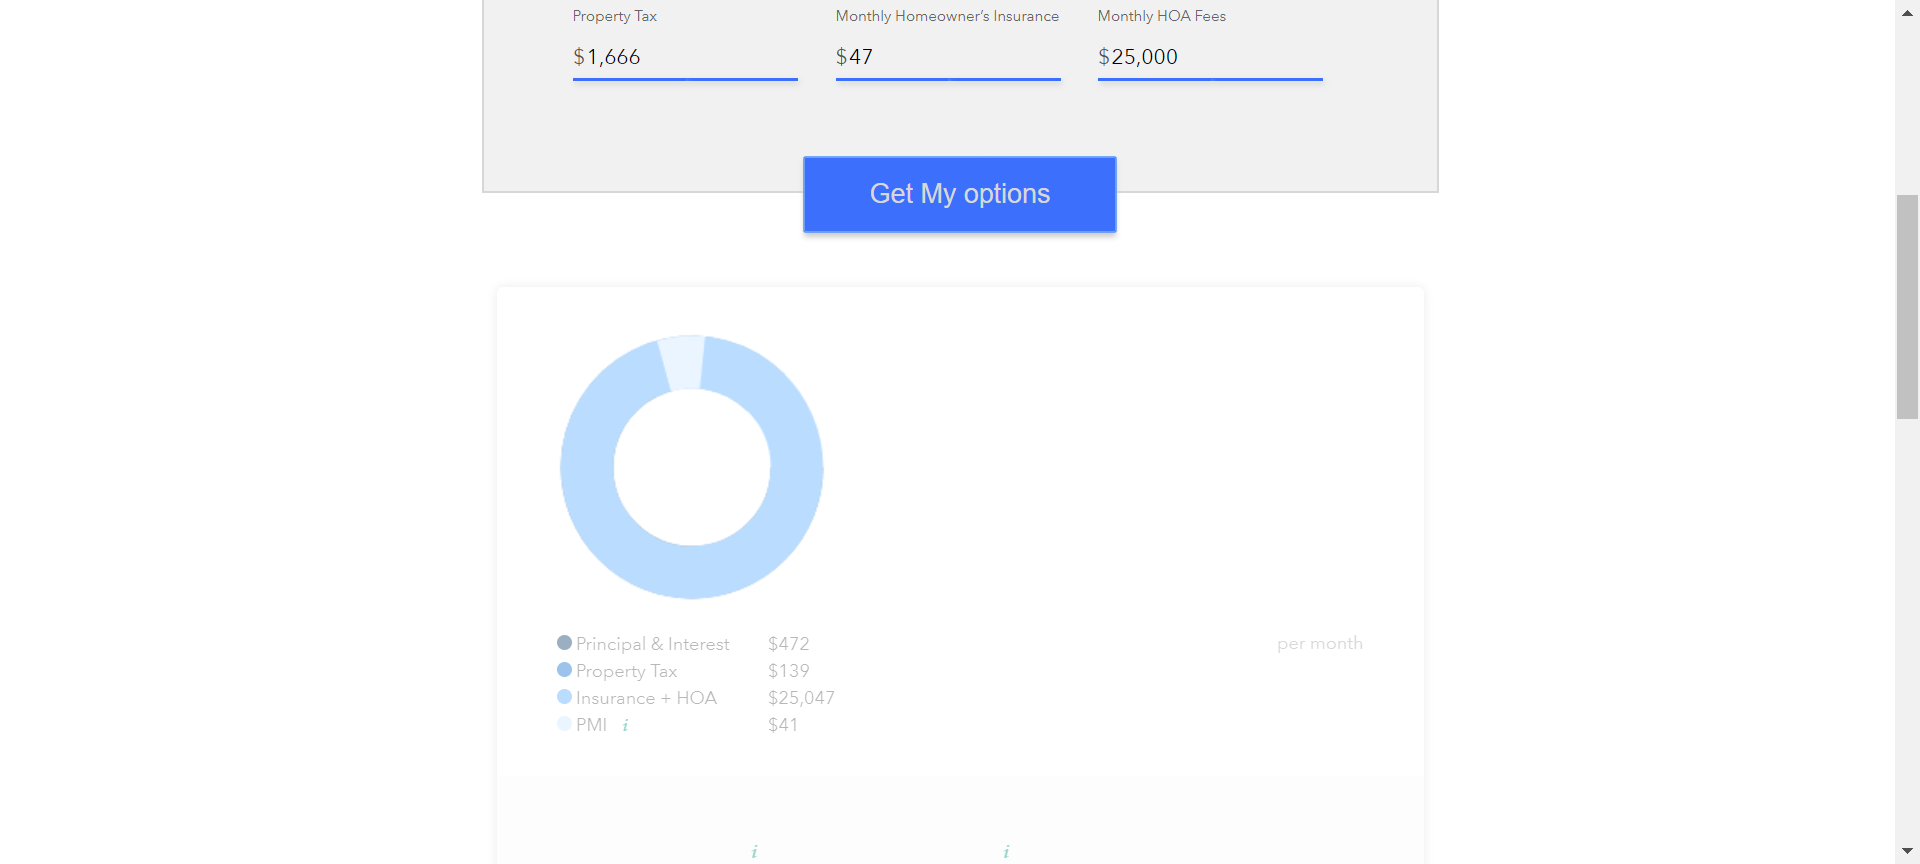 Property Tax Monthly Homeowner’s Insurance Monthly HOA Fees
$1,666 $47 $25,000
Get My options
Principal & Interest $472 per month
Property Tax $139
Insurance + HOA $25,047
PMI i $41
i i